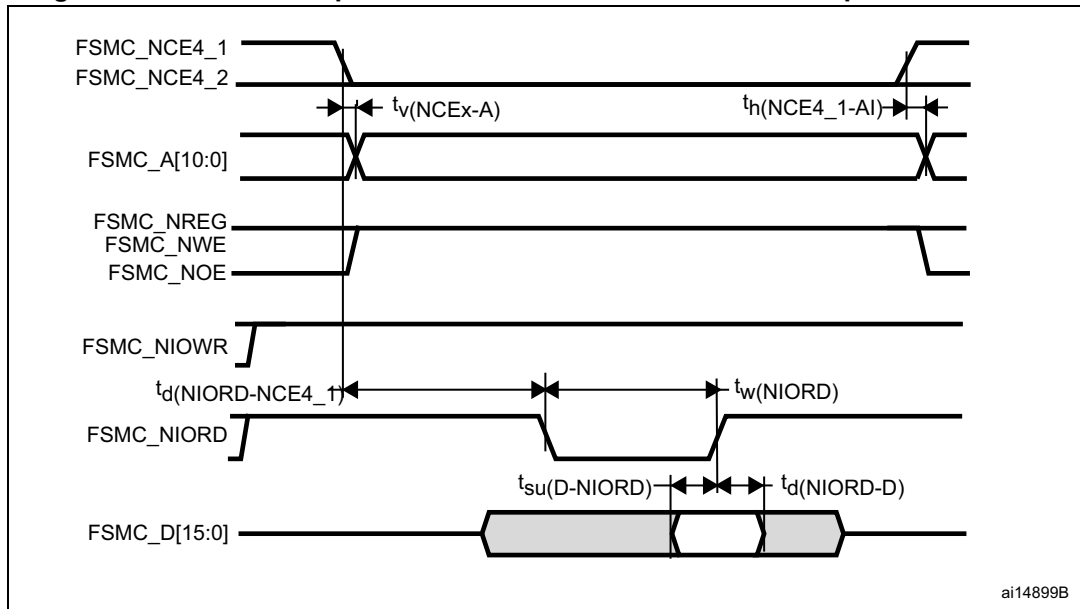 FSMC_NCE4_1
FSMC_NCE4_2
tv(NCEx-A)
th(NCE4_1-AI)
FSMC_A[10:0]
FSMC_NREG
FSMC_NWE
FSMC_NOE
FSMC_NIOWR
td(NIORD-NCE4_1)
tw(NIORD)
FSMC_NIORD
tsu(D-NIORD)
td(NIORD-D)
FSMC_D[15:0]
ai14899B